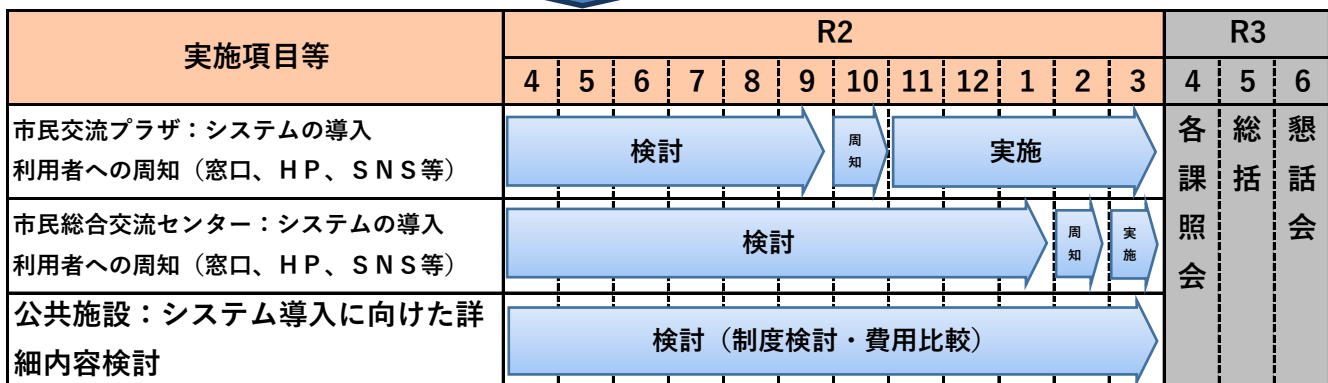 実施項目等 R2 R3
4 5 6 7 8 9 10 11 12 1 2 3 4 5 6
市民交流プラザ：システムの導入
利用者への周知（窓口、ＨＰ、ＳＮＳ等）
検討 周知 実施
市民総合交流センター：システムの導入
利用者への周知（窓口、ＨＰ、ＳＮＳ等）
検討 周知 実施
公共施設：システム導入に向けた詳
細内容検討
検討（制度検討・費用比較）
各課照会
総括
懇話会